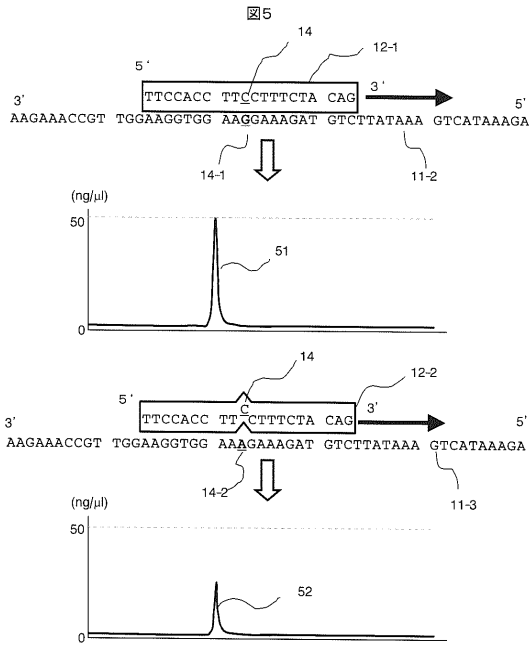 図5
14
12-1
5'
3'
TTCCACC TTCCTTTCTA CAG
3'
5'
AAGAAACCGT TGGAAGGTGG AAGGAAAGAT GTCTTATAAA GTCATAAAGA
14-1
11-2
(ng/μl)
50
51
0
14
12-2
5'
C
3'
TTCCACC TT CTTTCTA CAG
3'
5'
AAGAAACCGT TGGAAGGTGG AAAGAAAGAT GTCTTATAAA GTCATAAAGA
14-2
11-3
(ng/μl)
50
52
0